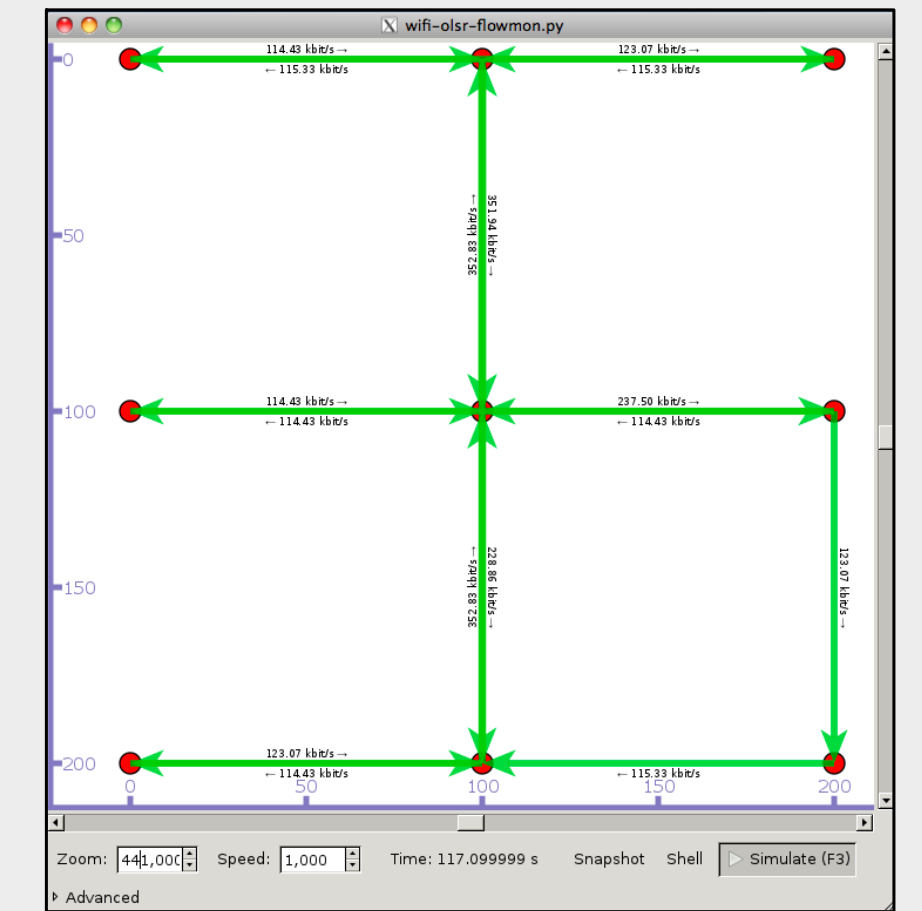 wifi-olsr-flowmon.py
0
114.43 kbit/s →
← 115.33 kbit/s
123.07 kbit/s →
← 115.33 kbit/s
50
352.83 kbit/s →
351.94 kbit/s →
100
114.43 kbit/s →
← 114.43 kbit/s
237.50 kbit/s →
← 114.43 kbit/s
150
352.83 kbit/s →
228.86 kbit/s →
123.07 kbit/s →
200
123.07 kbit/s →
← 114.43 kbit/s
← 115.33 kbit/s
0 50 100 150 200
Zoom: 441,000 Speed: 1,000 Time: 117.099999 s Snapshot Shell Simulate (F3)
Advanced